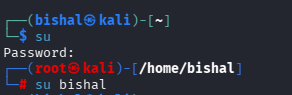 ┌──(bishal㉿kali)-[~]
└─$ su
Password:
┌──(root㉿kali)-[/home/bishal]
└─# su bishal